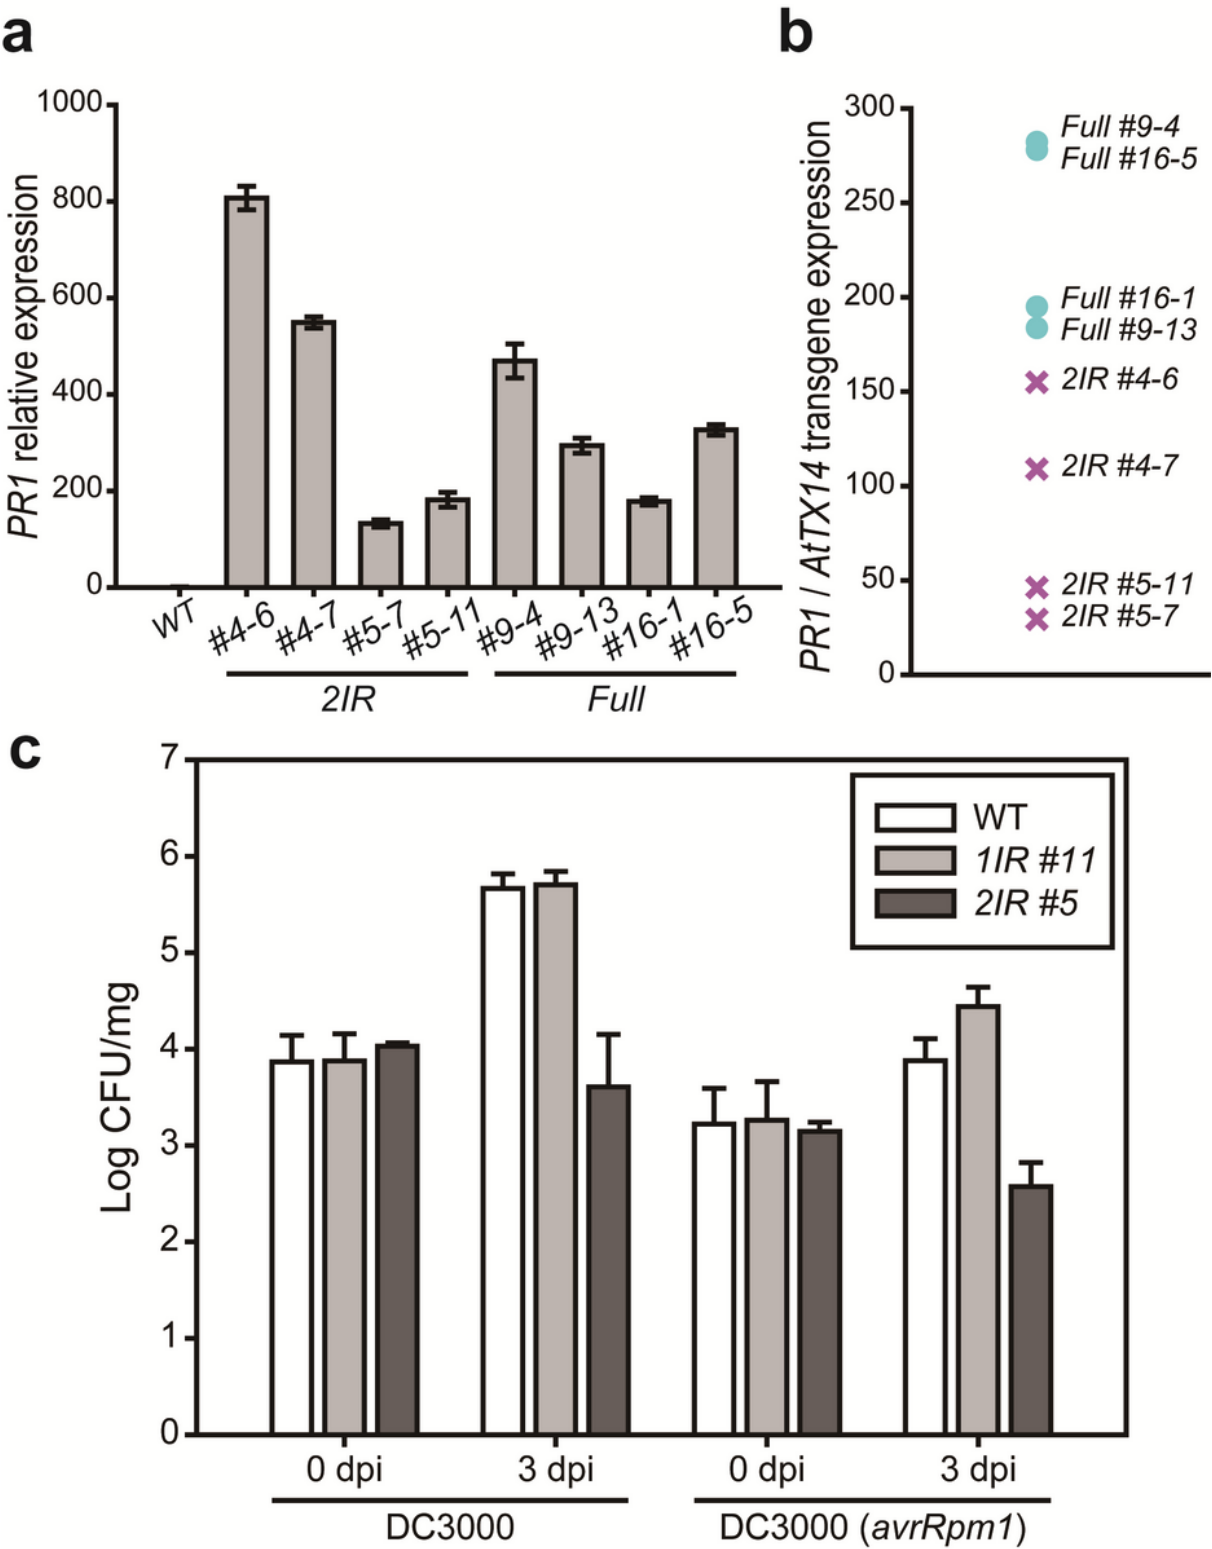 a
PR1 relative expression
1000
800
600
400
200
0
WT
#4-6
#4-7
#5-7
#5-11
#9-4
#9-13
#16-1
#16-5
2IR
Full
b
PR1 / AtTX14 transgene expression
300
250
200
150
100
50
0
Full #9-4
Full #16-5
Full #16-1
Full #9-13
2IR #4-6
2IR #4-7
2IR #5-11
2IR #5-7
c
Log CFU/mg
7
6
5
4
3
2
1
0
WT
1IR #11
2IR #5
0 dpi
3 dpi
0 dpi
3 dpi
DC3000
DC3000 (avrRpm1)